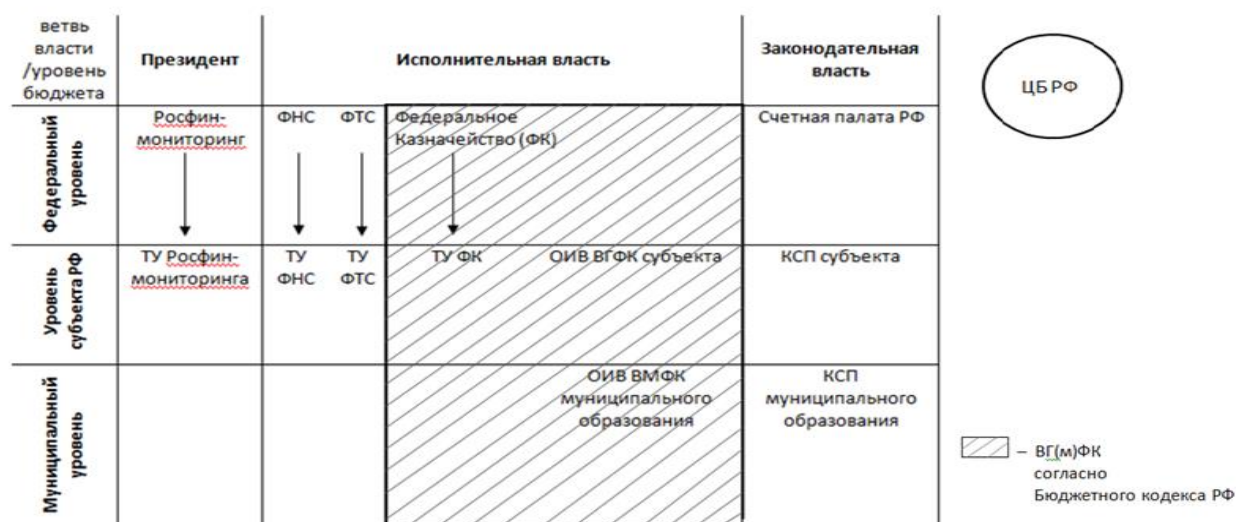 ветвь
власти
/уровень
бюджета
Президент
Исполнительная власть
Законодательная
власть
ЦБ РФ
Федеральный
уровень
Росфин-
мониторинг
ФНС
ФТС
Федеральное
Казначейство (ФК)
Счетная палата РФ
Уровень
субъекта РФ
ТУ Росфин-
мониторинга
ТУ
ФНС
ТУ
ФТС
ТУ ФК
ОИВ ВГФК субъекта
КСП субъекта
Муниципальный
уровень
ОИВ ВМФК
муниципального
образования
КСП
муниципального
образования
– ВГ(м)ФК
согласно
Бюджетного кодекса РФ